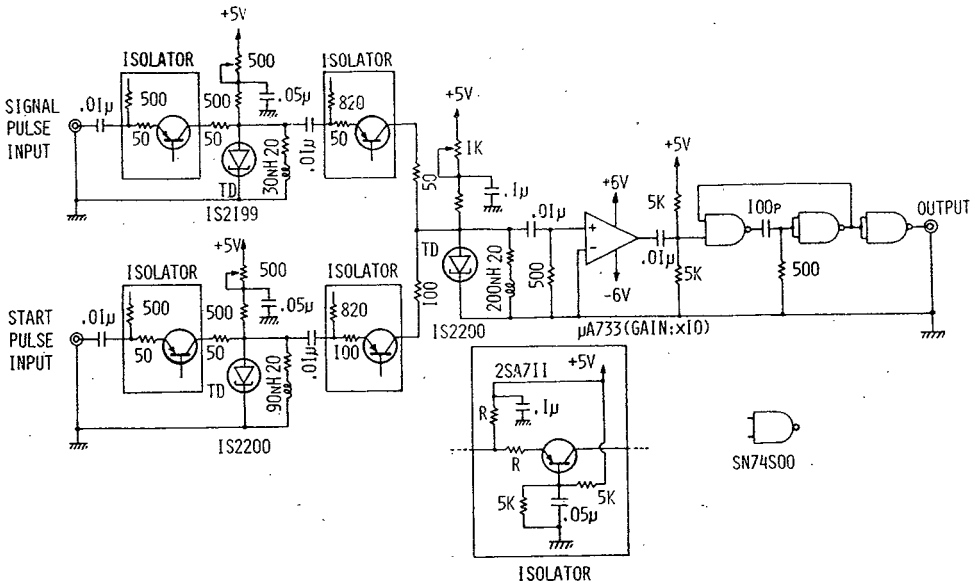 +5V
ISOLATOR
500
ISOLATOR
SIGNAL
PULSE
INPUT
.01μ
500
50
500
50
.05μ
TD
IS2199
30NH 20
.01μ
820
50
+5V
1K
.1μ
50
100
TD
IS2200
200NH 20
.01μ
500
+
-
+6V
-6V
μA733(GAIN:x10)
.01μ
+5V
5K
5K
100P
500
OUTPUT
+5V
ISOLATOR
500
ISOLATOR
START
PULSE
INPUT
.01μ
500
50
500
50
.05μ
TD
IS2200
90NH 20
.01μ
820
100
2SA711
+5V
R
.1μ
R
5K
5K
.05μ
ISOLATOR
SN74S00